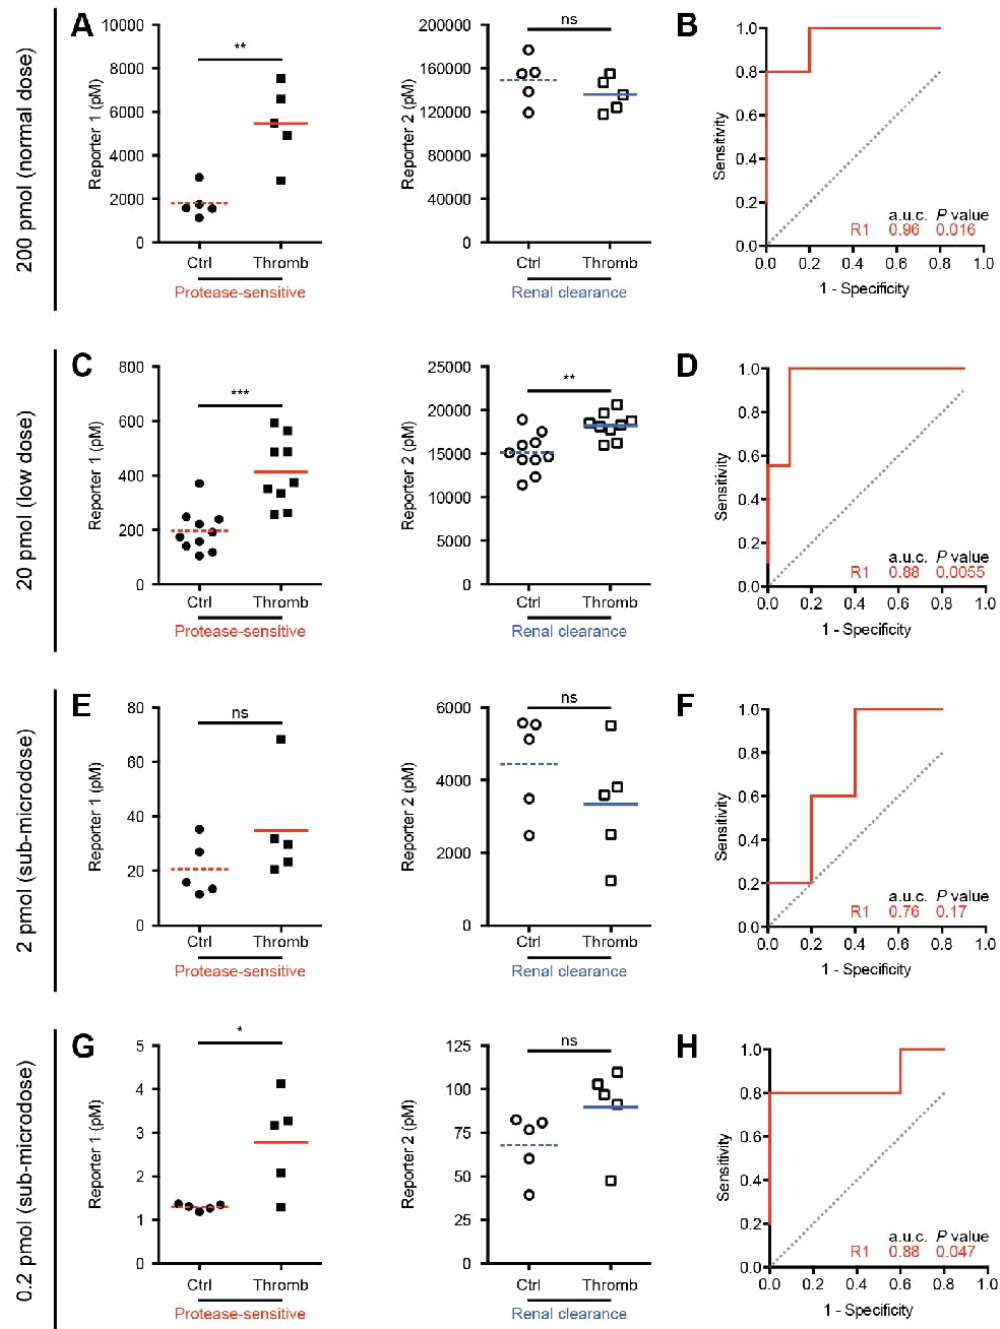 200 pmol (normal dose)
A
10000
8000
6000
4000
2000
0
Reporter 1 (pM)
**
Ctrl
Thromb
Protease-sensitive
200000
160000
120000
80000
40000
0
Reporter 2 (pM)
ns
Ctrl
Thromb
Renal clearance
B
1.0
0.8
0.6
0.4
0.2
0.0
Sensitivity
a.u.c. P value
R1 0.96 0.016
0.0 0.2 0.4 0.6 0.8 1.0
1 - Specificity
20 pmol (low dose)
C
800
600
400
200
0
Reporter 1 (pM)
***
Ctrl
Thromb
Protease-sensitive
25000
20000
15000
10000
5000
0
Reporter 2 (pM)
**
Ctrl
Thromb
Renal clearance
D
1.0
0.8
0.6
0.4
0.2
0.0
Sensitivity
a.u.c. P value
R1 0.88 0.0055
0.0 0.2 0.4 0.6 0.8 1.0
1 - Specificity
2 pmol (sub-microdose)
E
80
60
40
20
0
Reporter 1 (pM)
ns
Ctrl
Thromb
Protease-sensitive
6000
4000
2000
0
Reporter 2 (pM)
ns
Ctrl
Thromb
Renal clearance
F
1.0
0.8
0.6
0.4
0.2
0.0
Sensitivity
a.u.c. P value
R1 0.76 0.17
0.0 0.2 0.4 0.6 0.8 1.0
1 - Specificity
0.2 pmol (sub-microdose)
G
5
4
3
2
1
0
Reporter 1 (pM)
*
Ctrl
Thromb
Protease-sensitive
125
100
75
50
25
0
Reporter 2 (pM)
ns
Ctrl
Thromb
Renal clearance
H
1.0
0.8
0.6
0.4
0.2
0.0
Sensitivity
a.u.c. P value
R1 0.88 0.047
0.0 0.2 0.4 0.6 0.8 1.0
1 - Specificity